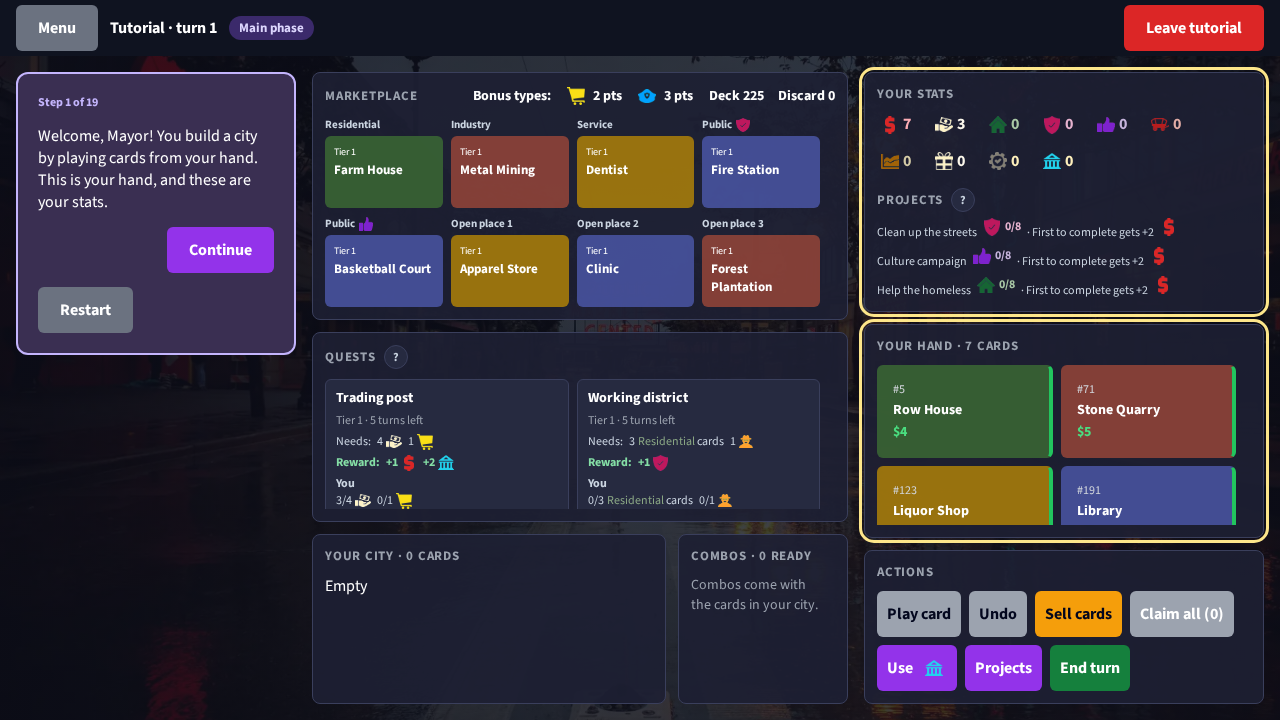 Menu
Tutorial · turn 1
Main phase
Leave tutorial
Step 1 of 19
Welcome, Mayor! You build a city
by playing cards from your hand.
This is your hand, and these are
your stats.
Continue
Restart
MARKETPLACE
Bonus types: 2 pts 3 pts Deck 225 Discard 0
Residential Industry Service Public
Tier 1
Farm House
Tier 1
Metal Mining
Tier 1
Dentist
Tier 1
Fire Station
Public Open place 1 Open place 2 Open place 3
Tier 1
Basketball Court
Tier 1
Apparel Store
Tier 1
Clinic
Tier 1
Forest
Plantation
QUESTS ?
Trading post
Tier 1 · 5 turns left
Needs: 4 1
Reward: +1 +2
You
3/4 0/1
Working district
Tier 1 · 5 turns left
Needs: 3 Residential cards 1
Reward: +1
You
0/3 Residential cards 0/1
YOUR CITY · 0 CARDS
Empty
COMBOS · 0 READY
Combos come with
the cards in your city.
YOUR STATS
7 3 0 0 0 0
0 0 0 0
PROJECTS ?
Clean up the streets 0/8 · First to complete gets +2
Culture campaign 0/8 · First to complete gets +2
Help the homeless 0/8 · First to complete gets +2
YOUR HAND · 7 CARDS
#5
Row House
$4
#71
Stone Quarry
$5
#123
Liquor Shop
#191
Library
ACTIONS
Play card
Undo
Sell cards
Claim all (0)
Use
Projects
End turn